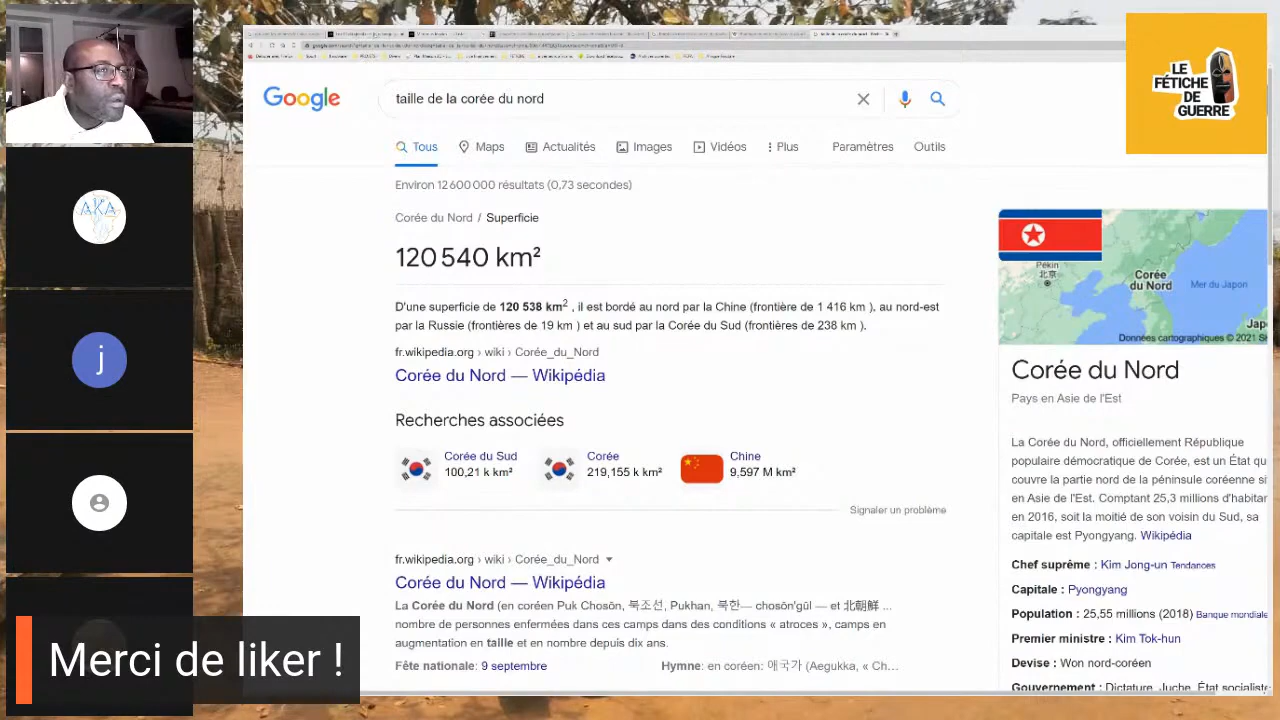 Google
taille de la corée du nord
Tous
Maps
Actualités
Images
Vidéos
Plus
Paramètres
Outils
Environ 12 600 000 résultats (0,73 secondes)
Corée du Nord / Superficie
120 540 km²
D'une superficie de 120 538 km² , il est bordé au nord par la Chine (frontière de 1 416 km ), au nord-est
par la Russie (frontières de 19 km ) et au sud par la Corée du Sud (frontières de 238 km ).
fr.wikipedia.org › wiki › Corée_du_Nord
Corée du Nord — Wikipédia
Recherches associées
Corée du Sud
100,21 k km²
Corée
219,155 k km²
Chine
9,597 M km²
Signaler un problème
fr.wikipedia.org › wiki › Corée_du_Nord
Corée du Nord — Wikipédia
La Corée du Nord (en coréen Puk Chosŏn, 북조선, Pukhan, 북한— chosŏn'gŭl — et 北朝鮮 ...
nombre de personnes enfermées dans ces camps dans des conditions « atroces », camps en
augmentation en taille et en nombre depuis dix ans.
Fête nationale: 9 septembre
Hymne: en coréen: 애국가 (Aegukka, « Ch...
Pékin
北京
Corée
du Nord
Mer du Japon
Données cartographiques © 2021
Corée du Nord
Pays en Asie de l'Est
La Corée du Nord, officiellement République
populaire démocratique de Corée, est un État qu
couvre la partie nord de la péninsule coréenne si
en Asie de l'Est. Comptant 25,3 millions d'habitan
en 2016, soit la moitié de son voisin du Sud, sa
capitale est Pyongyang. Wikipédia
Chef suprême : Kim Jong-un Tendances
Capitale : Pyongyang
Population : 25,55 millions (2018) Banque mondiale
Premier ministre : Kim Tok-hun
Devise : Won nord-coréen
Gouvernement : Dictature, Juche, État socialiste
LE
FÉTICHE
DE
GUERRE
AKA
j
Merci de liker !